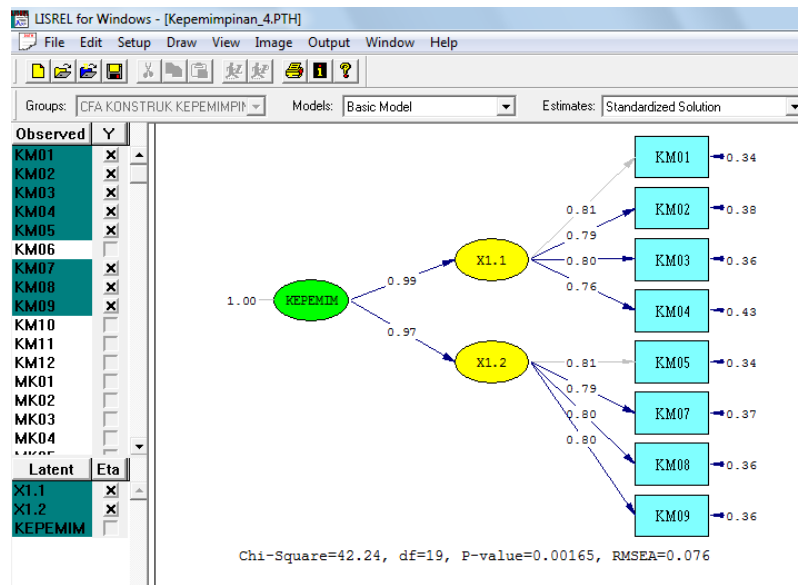 LISREL for Windows - [Kepemimpinan_4.PTH]
File Edit Setup Draw View Image Output Window Help
Groups: CFA KONSTRUK KEPEMIMPIN Models: Basic Model Estimates: Standardized Solution
Observed Y
KM01
KM02
KM03
KM04
KM05
KM06
KM07
KM08
KM09
KM10
KM11
KM12
MK01
MK02
MK03
MK04
MK05
Latent Eta
X1.1
X1.2
KEPEMIM
1.00
KEPEMIM
0.99
0.97
X1.1
X1.2
0.81
0.79
0.80
0.76
0.81
0.79
0.80
0.80
KM01 0.34
KM02 0.38
KM03 0.36
KM04 0.43
KM05 0.34
KM07 0.37
KM08 0.36
KM09 0.36
Chi-Square=42.24, df=19, P-value=0.00165, RMSEA=0.076